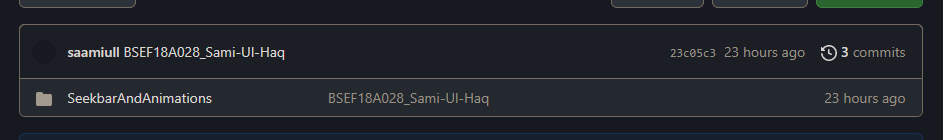 saamiull BSEF18A028_Sami-Ul-Haq 23c05c3 23 hours ago 3 commits
SeekbarAndAnimations BSEF18A028_Sami-Ul-Haq 23 hours ago